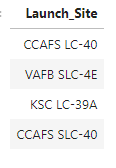 Launch_Site
CCAFS LC-40
VAFB SLC-4E
KSC LC-39A
CCAFS SLC-40